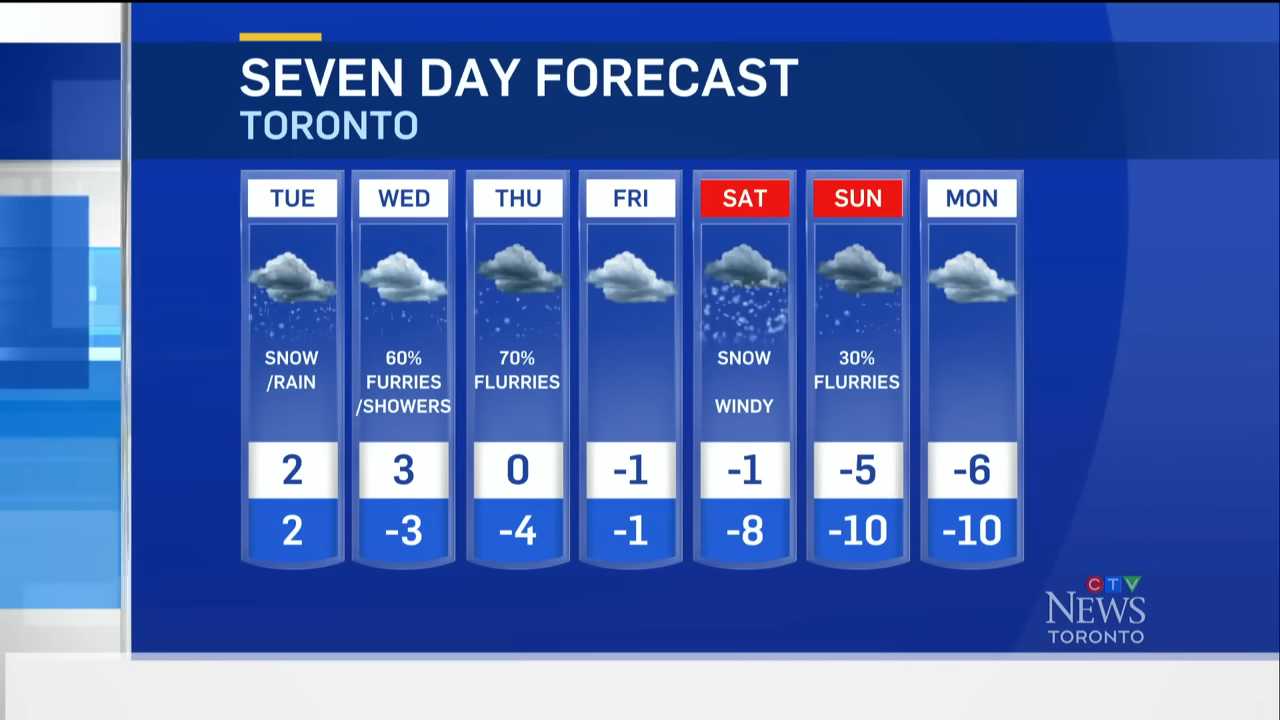 SEVEN DAY FORECAST
TORONTO
TUE WED THU FRI SAT SUN MON
SNOW
/RAIN
60%
FURRIES
/SHOWERS
70%
FLURRIES
SNOW
WINDY
30%
FLURRIES
2 3 0 -1 -1 -5 -6
2 -3 -4 -1 -8 -10 -10
CTV
NEWS
TORONTO